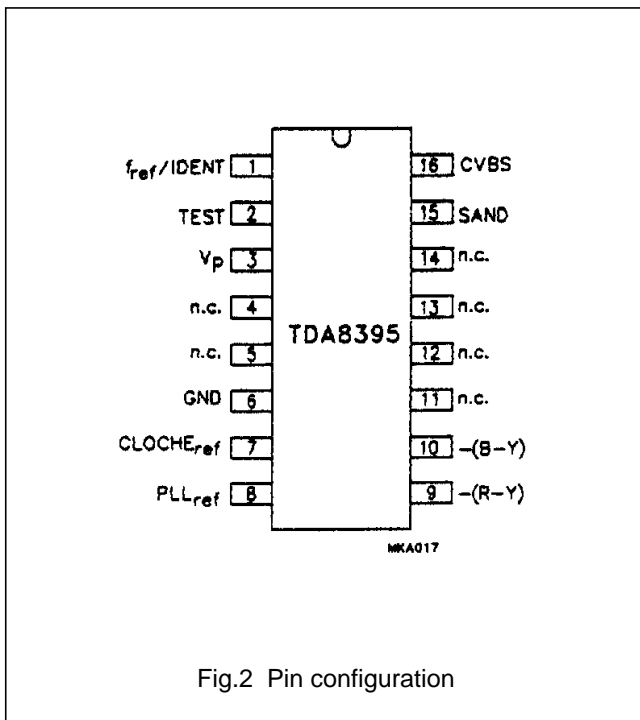 f_ref/IDENT 1
TEST 2
V_P 3
n.c. 4
n.c. 5
GND 6
CLOCHE_ref 7
PLL_ref 8
TDA8395
16 CVBS
15 SAND
14 n.c.
13 n.c.
12 n.c.
11 n.c.
10 -(B-Y)
9 -(R-Y)
MKA017
Fig.2 Pin configuration